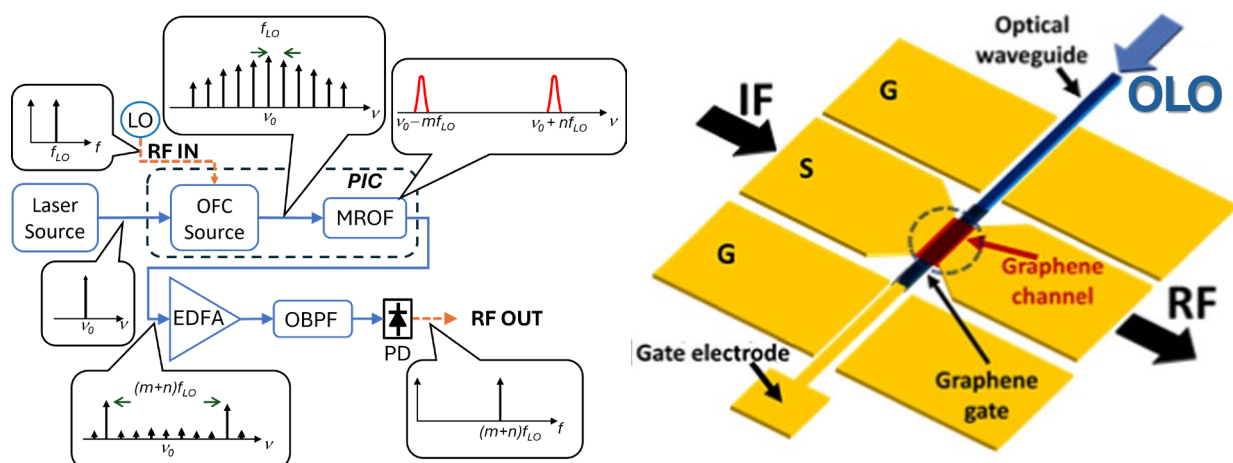 f_LO
ν_0
ν
ν_0−mf_LO
ν_0+nf_LO
ν
f_LO
f
LO
RF IN
PIC
Laser
Source
OFC
Source
MROF
ν_0
ν
EDFA
OBPF
PD
RF OUT
(m+n)f_LO
ν_0
ν
(m+n)f_LO
f
Optical
waveguide
OLO
IF
G
S
G
Graphene
channel
RF
Gate electrode
Graphene
gate